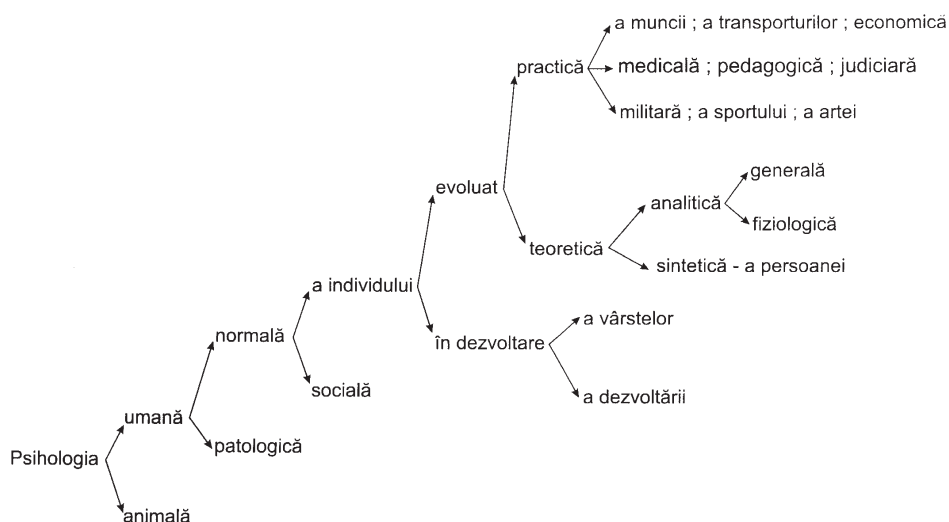 a muncii ; a transporturilor ; economică
practică
medicală ; pedagogică ; judiciară
militară ; a sportului ; a artei
generală
evoluat
analitică
fiziologică
teoretică
sintetică - a persoanei
a individului
a vârstelor
normală
în dezvoltare
socială
a dezvoltării
umană
patologică
Psihologia
animală